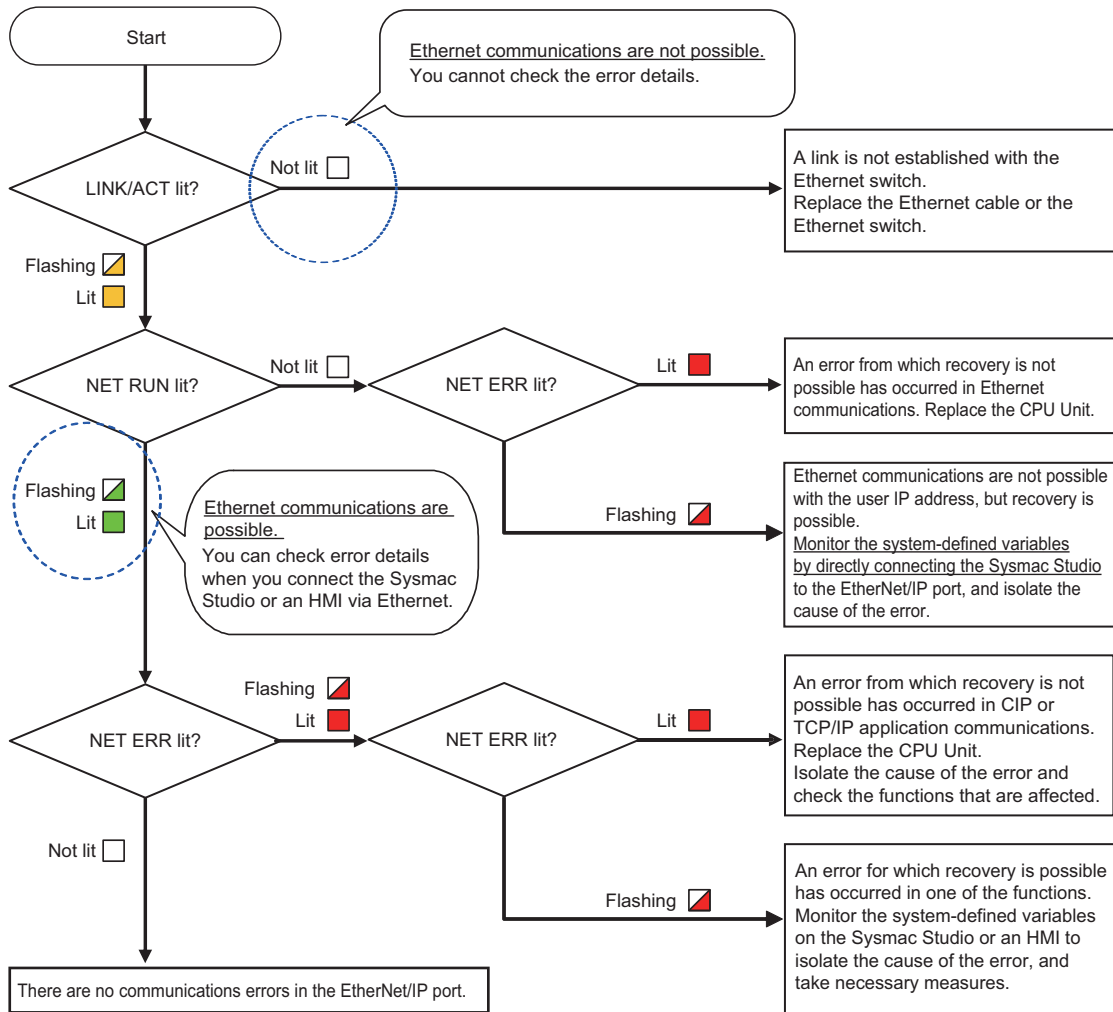 Start
Ethernet communications are not possible.
You cannot check the error details.
LINK/ACT lit?
Not lit
A link is not established with the
Ethernet switch.
Replace the Ethernet cable or the
Ethernet switch.
Flashing
Lit
NET RUN lit?
Not lit
NET ERR lit?
Lit
An error from which recovery is not
possible has occurred in Ethernet
communications. Replace the CPU Unit.
Flashing
Lit
Ethernet communications are
possible.
You can check error details
when you connect the Sysmac
Studio or an HMI via Ethernet.
Flashing
Ethernet communications are not possible
with the user IP address, but recovery is
possible.
Monitor the system-defined variables
by directly connecting the Sysmac Studio
to the EtherNet/IP port, and isolate the
cause of the error.
NET ERR lit?
Flashing
Lit
NET ERR lit?
Lit
An error from which recovery is not
possible has occurred in CIP or
TCP/IP application communications.
Replace the CPU Unit.
Isolate the cause of the error and
check the functions that are affected.
Not lit
Flashing
An error for which recovery is possible
has occurred in one of the functions.
Monitor the system-defined variables
on the Sysmac Studio or an HMI to
isolate the cause of the error, and
take necessary measures.
There are no communications errors in the EtherNet/IP port.